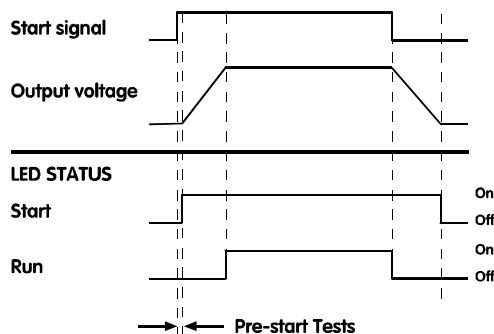 Start signal
Output voltage
LED STATUS
Start
On
Off
Run
On
Off
Pre-start Tests